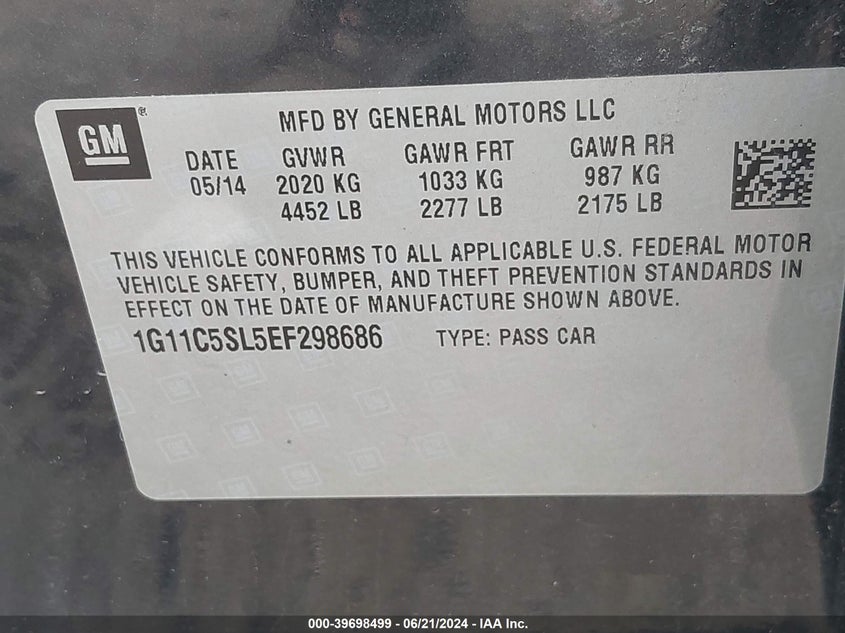 GM ®
MFD BY GENERAL MOTORS LLC
DATE GVWR GAWR FRT GAWR RR
05/14 2020 KG 1033 KG 987 KG
4452 LB 2277 LB 2175 LB
THIS VEHICLE CONFORMS TO ALL APPLICABLE U.S. FEDERAL MOTOR
VEHICLE SAFETY, BUMPER, AND THEFT PREVENTION STANDARDS IN
EFFECT ON THE DATE OF MANUFACTURE SHOWN ABOVE.
1G11C5SL5EF298686 TYPE: PASS CAR
000-39698499 - 06/21/2024 - IAA Inc.